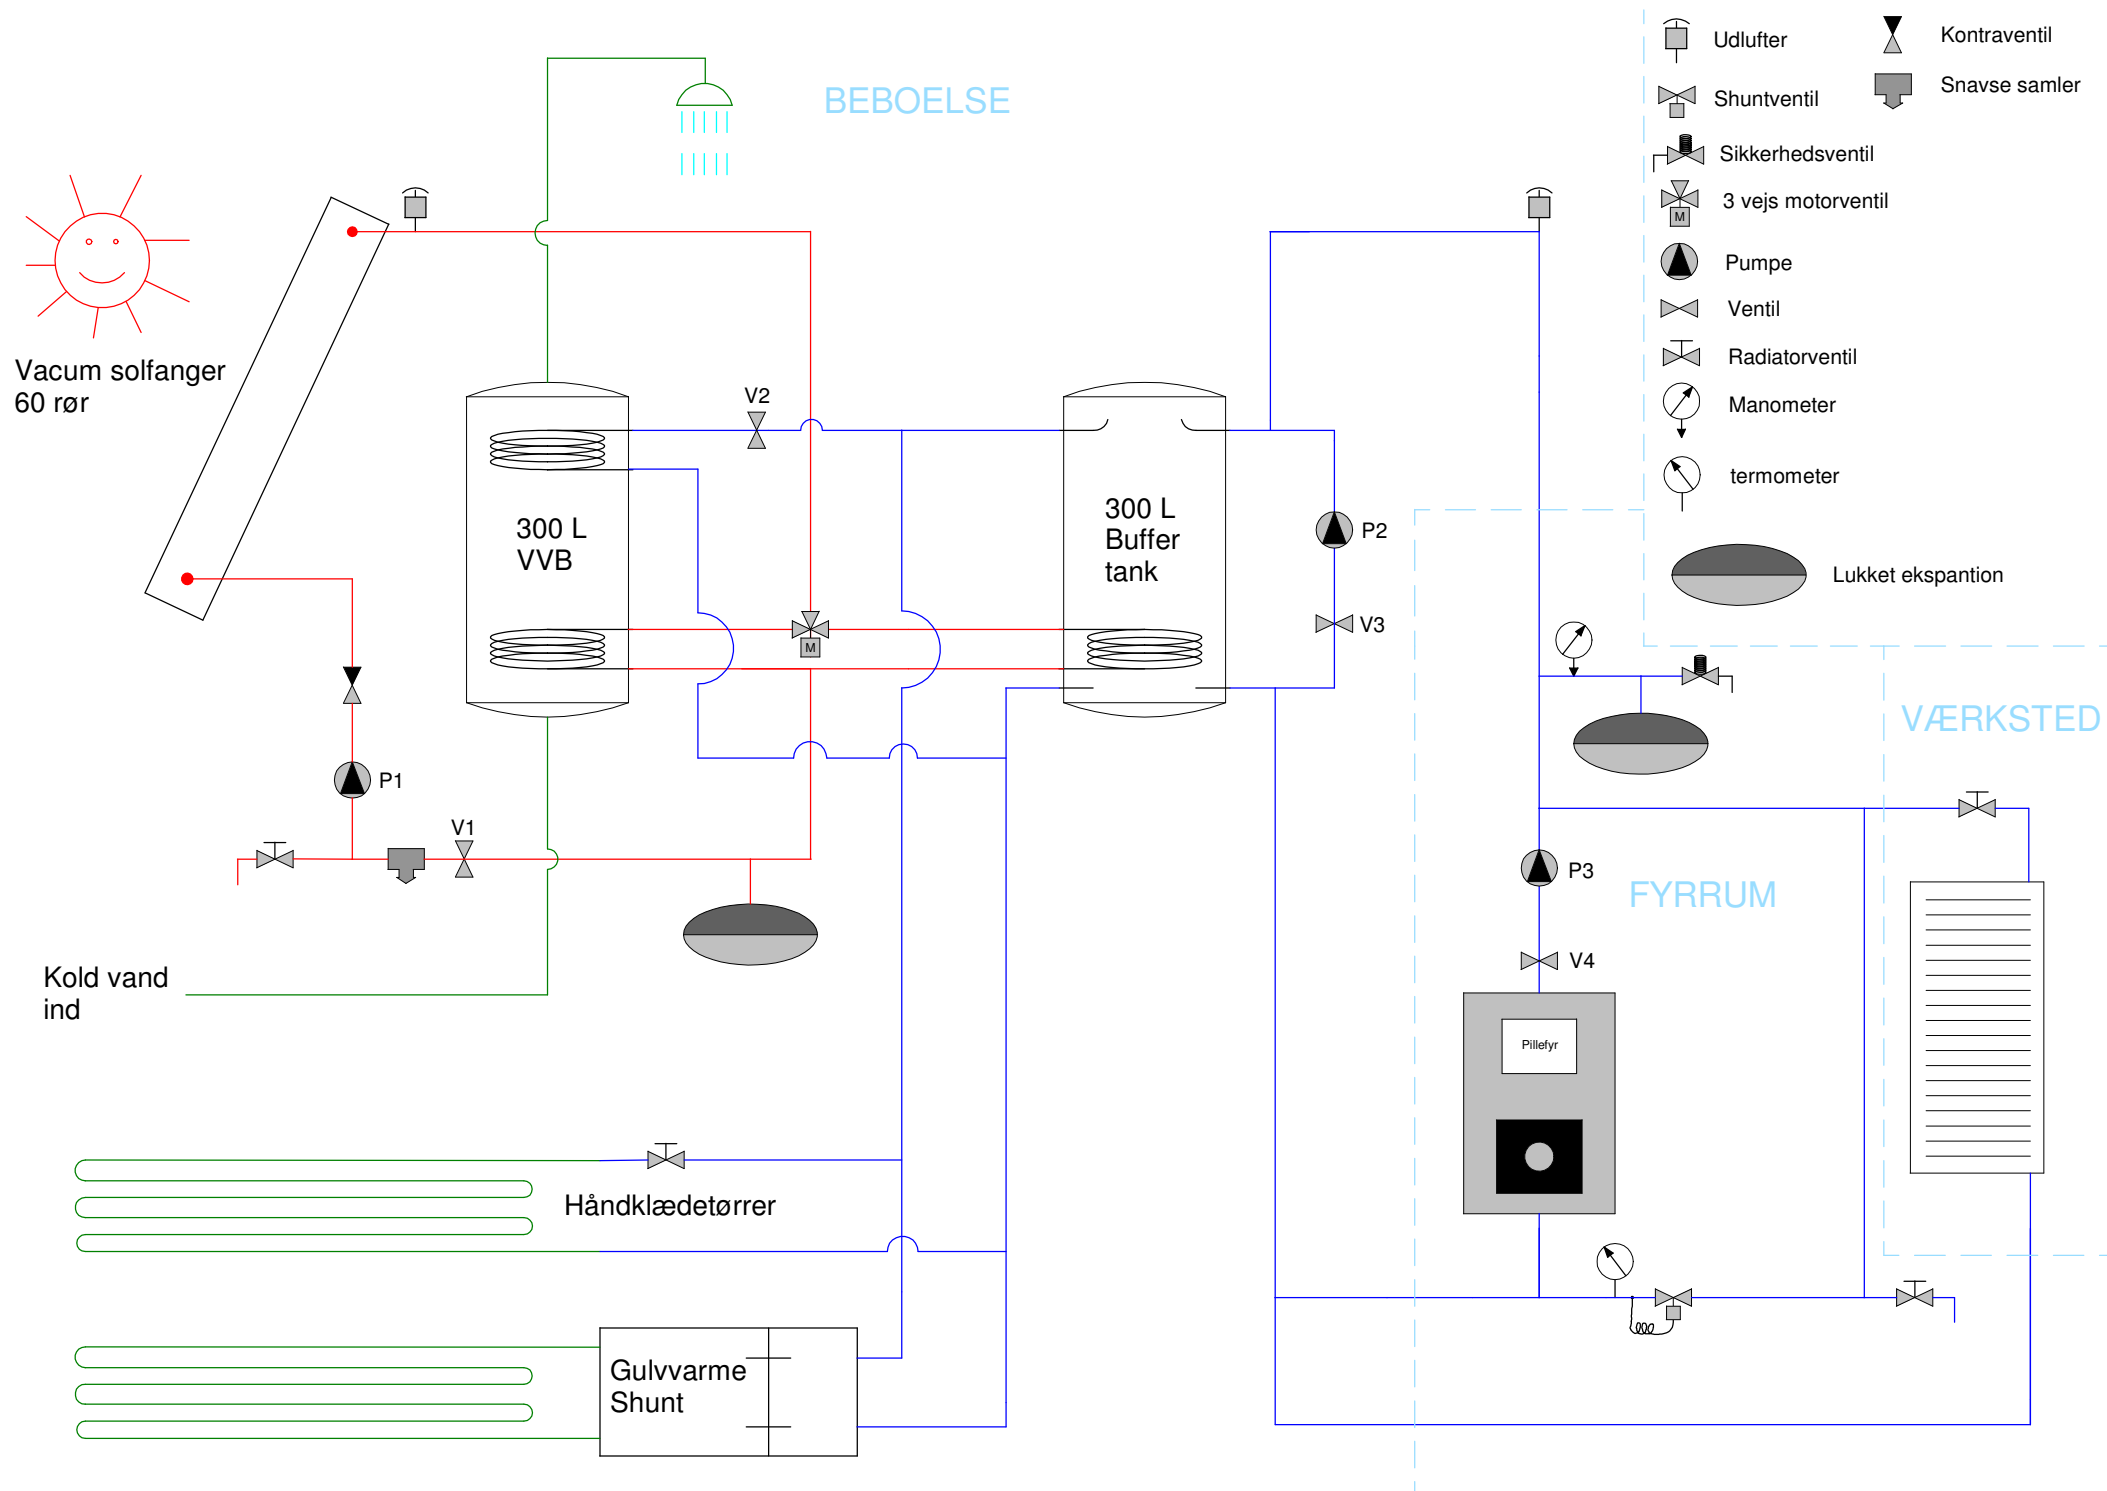 BEBOELSE
Udlufter
Kontraventil
Shuntventil
Snavse samler
Sikkerhedsventil
3 vejs motorventil
M
Pumpe
Ventil
Radiatorventil
Manometer
termometer
Lukket ekspantion
Vacum solfanger
60 rør
V2
300 L
VVB
300 L
Buffer
tank
P2
V3
M
VÆRKSTED
P1
V1
P3
FYRRUM
V4
Kold vand
ind
Pillefyr
Håndklædetørrer
Gulvvarme
Shunt